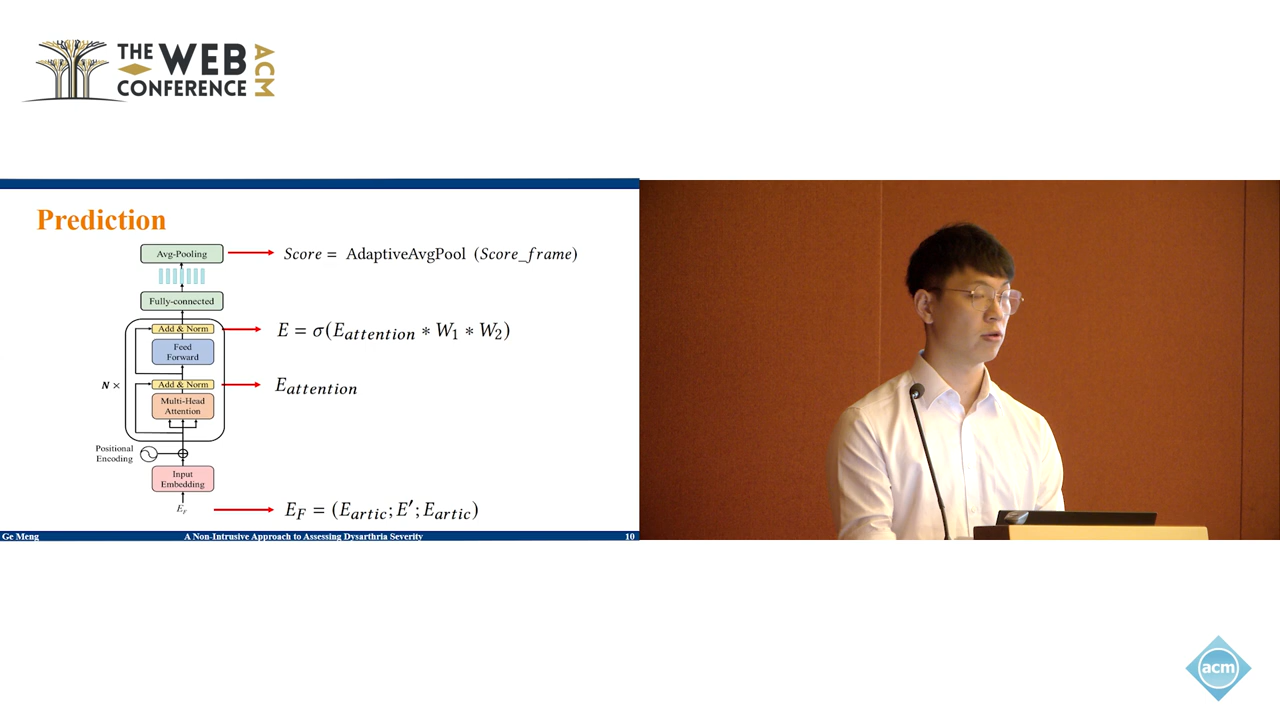 THE WEB
CONFERENCE
ACM
Prediction
Avg-Pooling
Score = AdaptiveAvgPool (Score_frame)
Fully-connected
Add & Norm
E = σ(E_attention * W_1 * W_2)
Feed
Forward
N ×
Add & Norm
E_attention
Multi-Head
Attention
Positional
Encoding
Input
Embedding
E_F
E_F = (E_artic; E′; E_artic)
Ge Meng
A Non-Intrusive Approach to Assessing Dysarthria Severity
10
acm